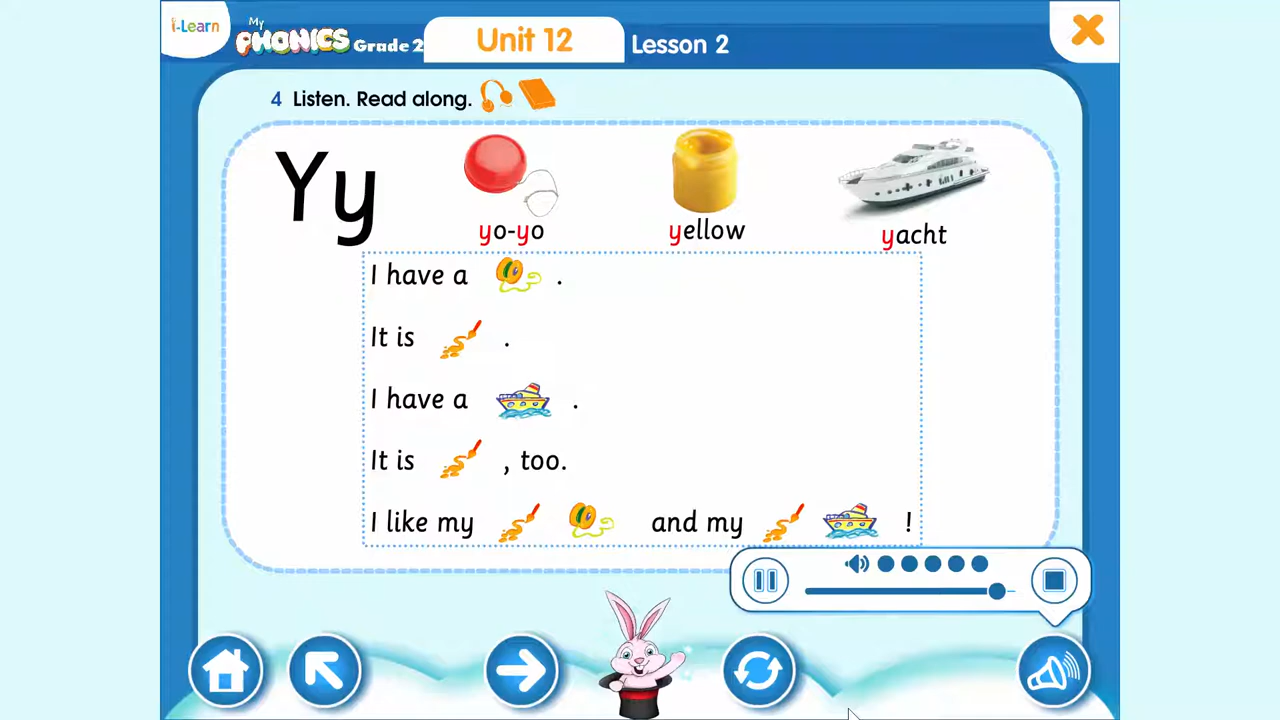 i-Learn
My
PHONICS Grade 2
Unit 12
Lesson 2
4 Listen. Read along.
Yy
yo-yo
yellow
yacht
I have a .
It is .
I have a .
It is , too.
I like my and my !